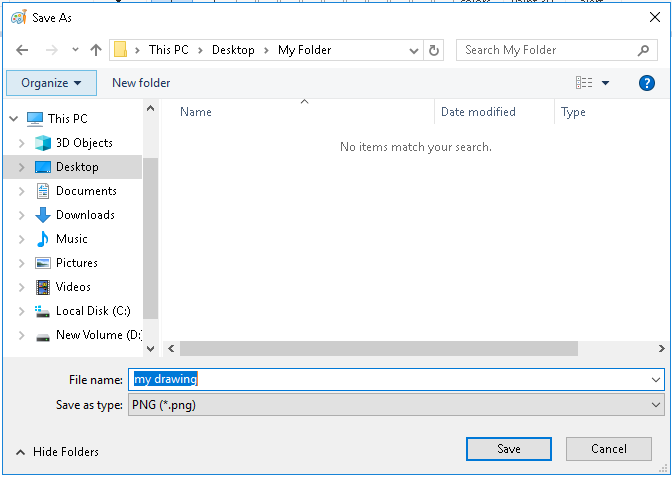 Save As
This PC
Desktop
My Folder
Search My Folder
Organize
New folder
?
Name
Date modified
Type
No items match your search.
This PC
3D Objects
Desktop
Documents
Downloads
Music
Pictures
Videos
Local Disk (C:)
New Volume (D:
File name:
my drawing
Save as type:
PNG (*.png)
Hide Folders
Save
Cancel